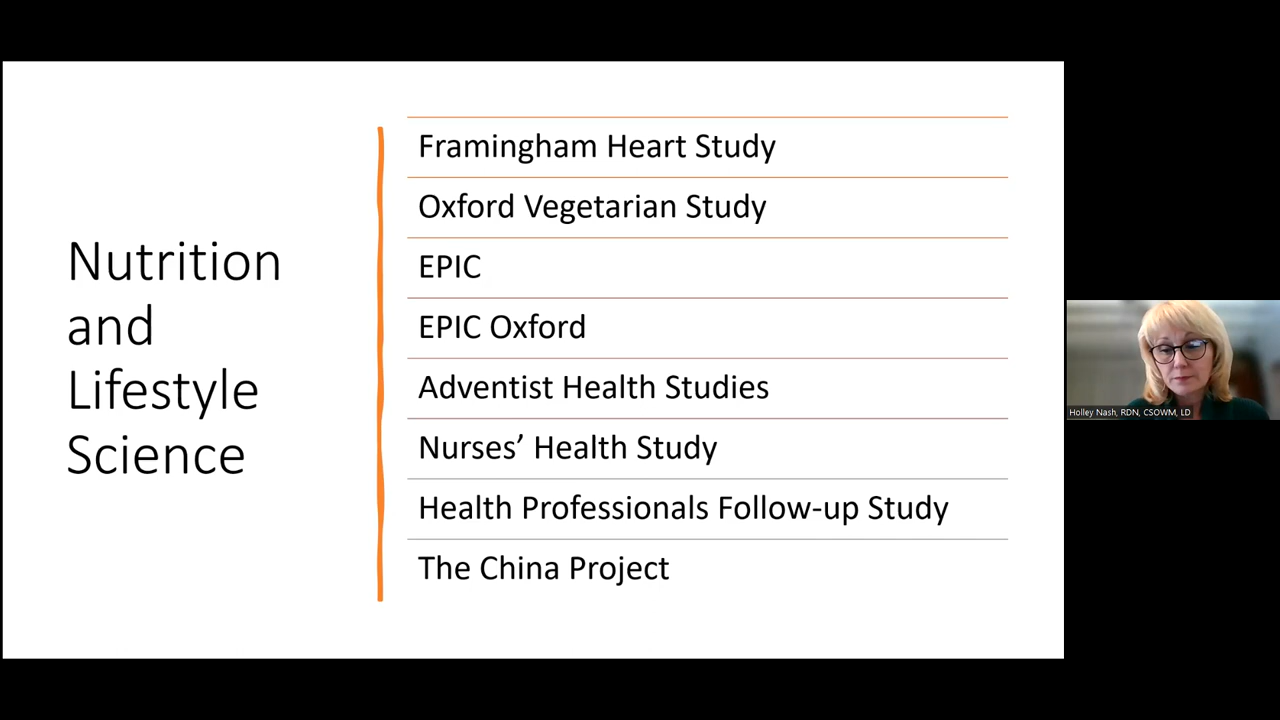 Nutrition
and
Lifestyle
Science
Framingham Heart Study
Oxford Vegetarian Study
EPIC
EPIC Oxford
Adventist Health Studies
Nurses’ Health Study
Health Professionals Follow-up Study
The China Project
Holley Nash, RDN, CSOWM, LD